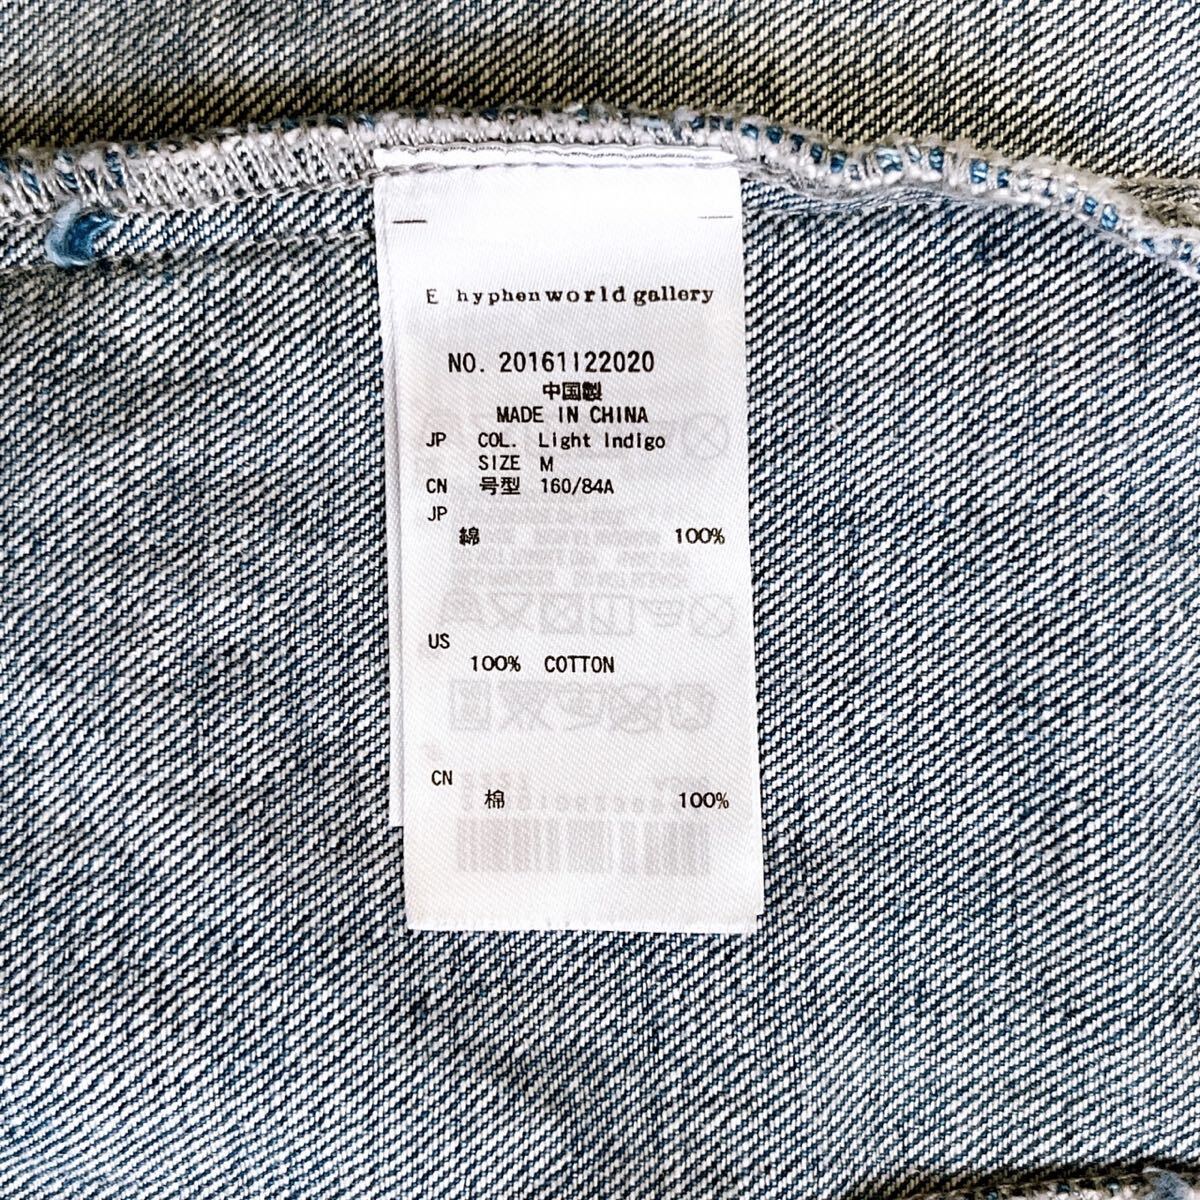 E hyphen world gallery
NO. 20161122020
中国製
MADE IN CHINA
JP COL. Light Indigo
SIZE M
CN 号型 160/84A
JP
綿 100%
US
100% COTTON
CN
棉 100%